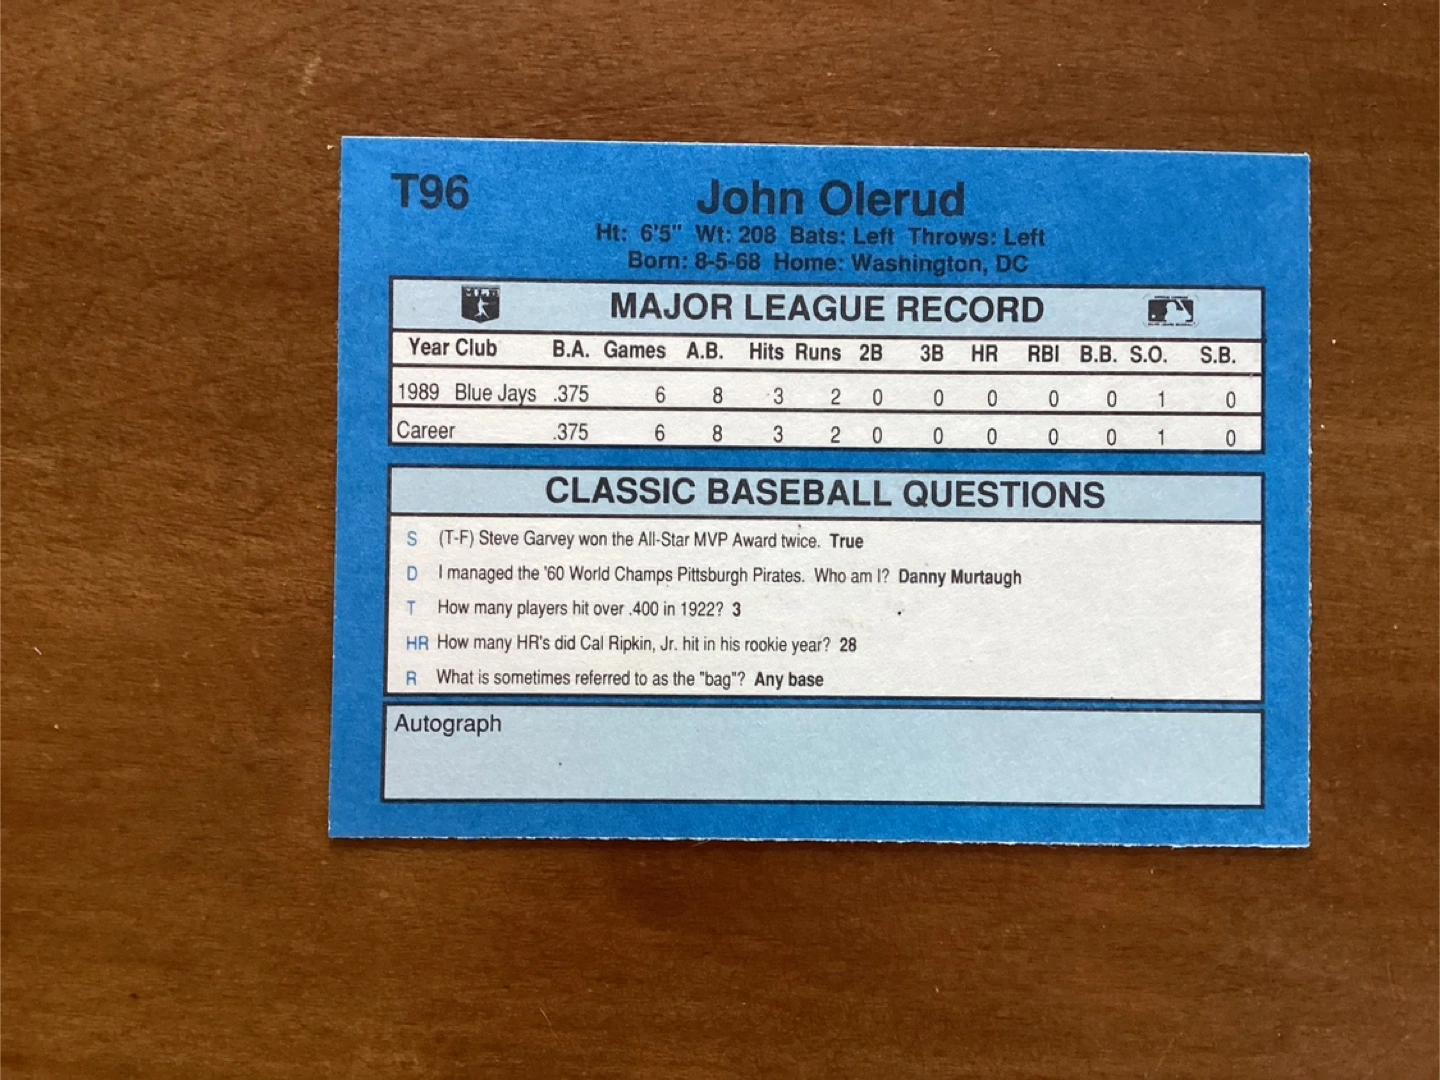 T96
John Olerud
Ht: 6'5" Wt: 208 Bats: Left Throws: Left
Born: 8-5-68 Home: Washington, DC
MAJOR LEAGUE RECORD
Year Club B.A. Games A.B. Hits Runs 2B 3B HR RBI B.B. S.O. S.B.
1989 Blue Jays .375 6 8 3 2 0 0 0 0 0 1 0
Career .375 6 8 3 2 0 0 0 0 0 1 0
CLASSIC BASEBALL QUESTIONS
S (T-F) Steve Garvey won the All-Star MVP Award twice. True
D I managed the '60 World Champs Pittsburgh Pirates. Who am I? Danny Murtaugh
T How many players hit over .400 in 1922? 3
HR How many HR's did Cal Ripkin, Jr. hit in his rookie year? 28
R What is sometimes referred to as the "bag"? Any base
Autograph